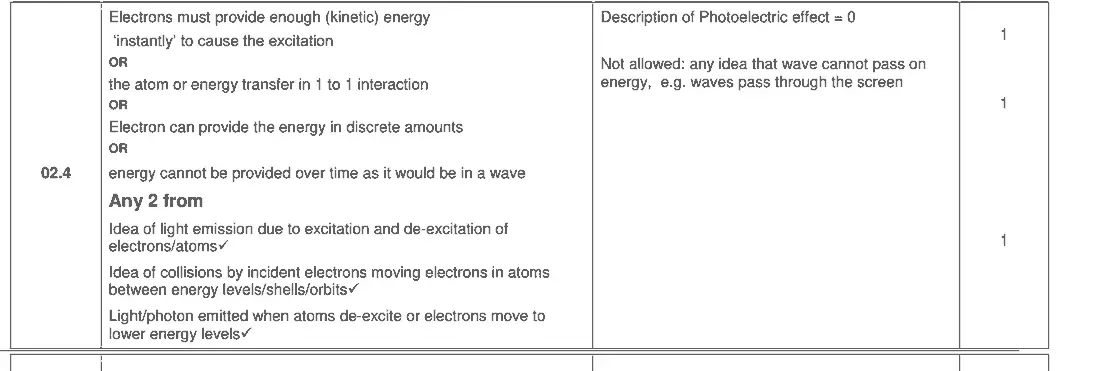 Electrons must provide enough (kinetic) energy
'instantly' to cause the excitation
OR
the atom or energy transfer in 1 to 1 interaction
OR
Electron can provide the energy in discrete amounts
OR
02.4
energy cannot be provided over time as it would be in a wave
Any 2 from
Idea of light emission due to excitation and de-excitation of
electrons/atoms✓
Idea of collisions by incident electrons moving electrons in atoms
between energy levels/shells/orbits✓
Light/photon emitted when atoms de-excite or electrons move to
lower energy levels✓
Description of Photoelectric effect = 0
Not allowed: any idea that wave cannot pass on
energy, e.g. waves pass through the screen
1
1
1